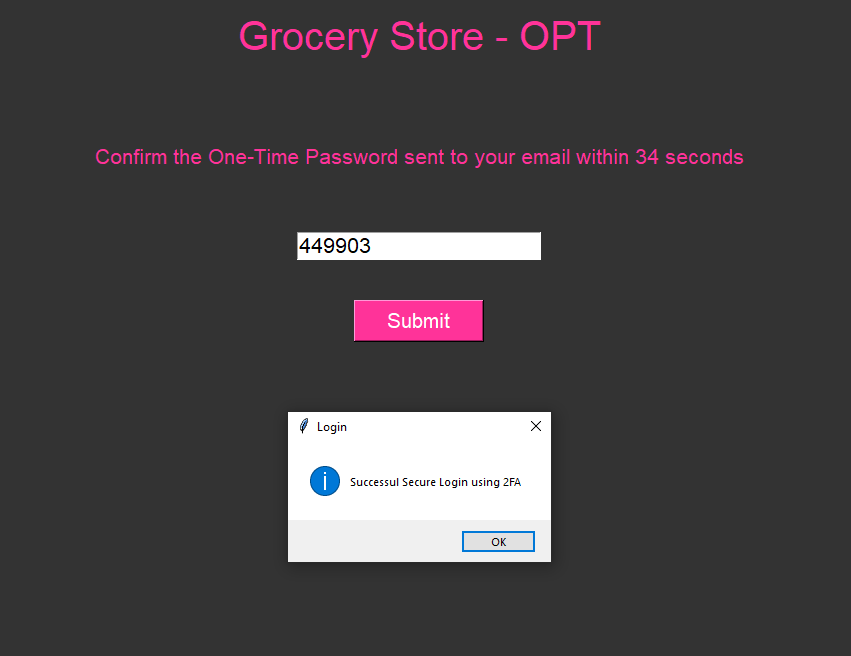 Grocery Store - OPT
Confirm the One-Time Password sent to your email within 34 seconds
449903
Submit
Login
Successul Secure Login using 2FA
OK